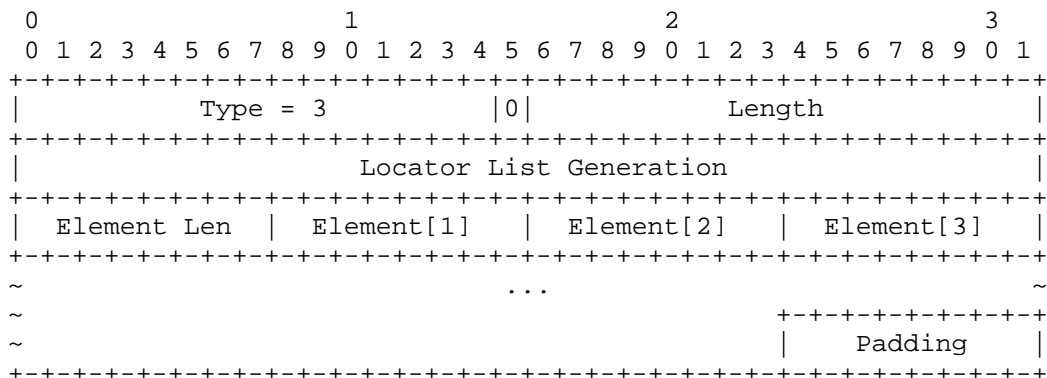 0                   1                   2                   3
 0 1 2 3 4 5 6 7 8 9 0 1 2 3 4 5 6 7 8 9 0 1 2 3 4 5 6 7 8 9 0 1
+-+-+-+-+-+-+-+-+-+-+-+-+-+-+-+-+-+-+-+-+-+-+-+-+-+-+-+-+-+-+-+-+
|           Type = 3          |0|            Length             |
+-+-+-+-+-+-+-+-+-+-+-+-+-+-+-+-+-+-+-+-+-+-+-+-+-+-+-+-+-+-+-+-+
|                     Locator List Generation                   |
+-+-+-+-+-+-+-+-+-+-+-+-+-+-+-+-+-+-+-+-+-+-+-+-+-+-+-+-+-+-+-+-+
|  Element Len  |  Element[1]   |  Element[2]   |  Element[3]   |
+-+-+-+-+-+-+-+-+-+-+-+-+-+-+-+-+-+-+-+-+-+-+-+-+-+-+-+-+-+-+-+-+
~                              ...                              ~
~                                               +-+-+-+-+-+-+-+-+
~                                               |    Padding    |
+-+-+-+-+-+-+-+-+-+-+-+-+-+-+-+-+-+-+-+-+-+-+-+-+-+-+-+-+-+-+-+-+